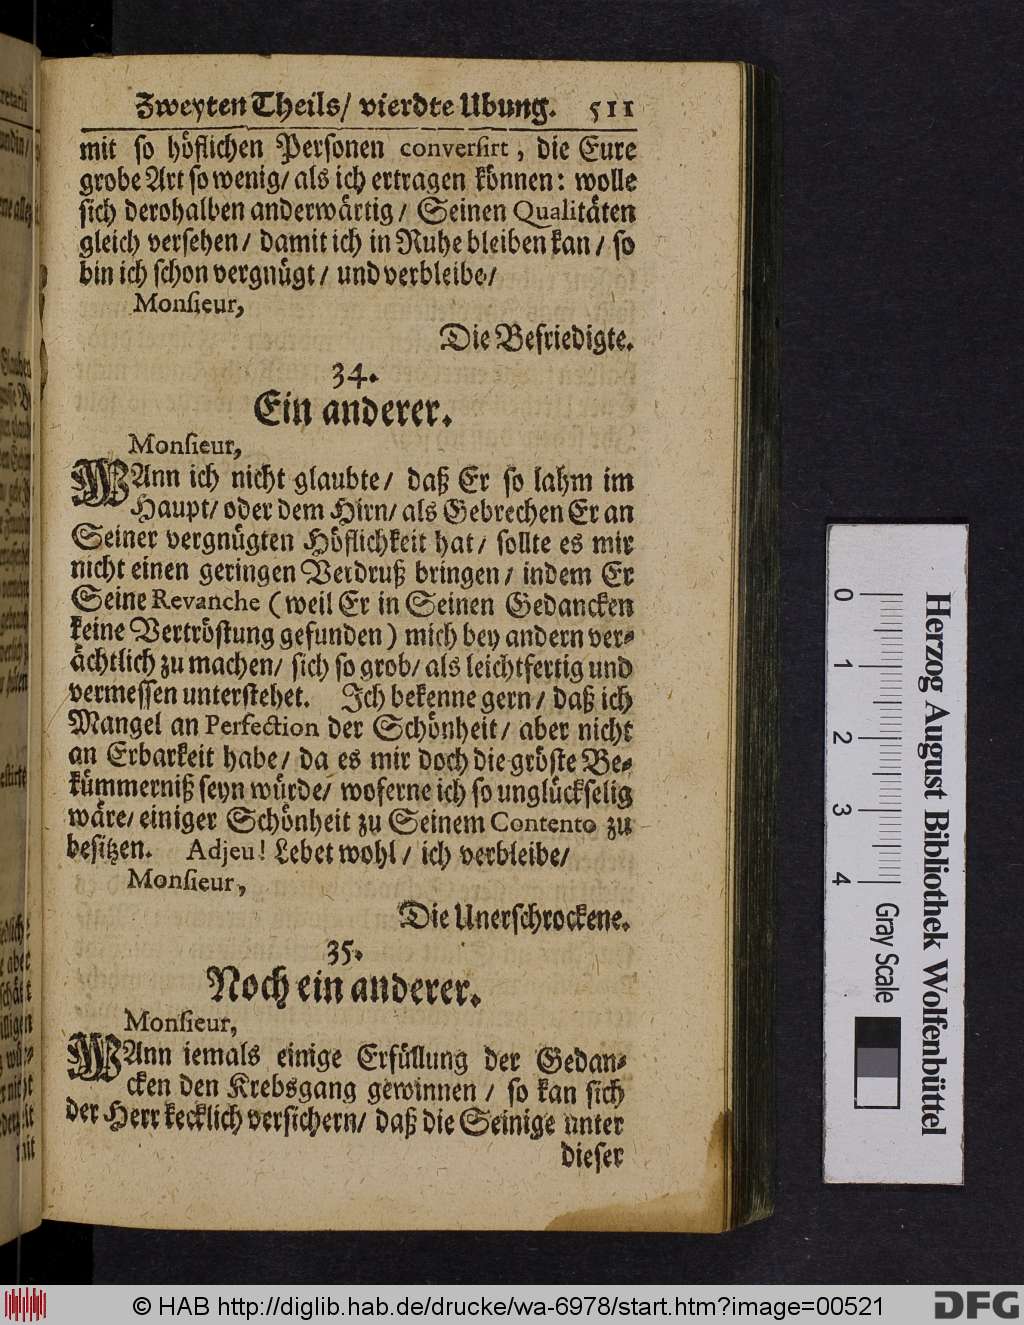 Zweyten Theils/ vierdte Ubung. 511
mit so höflichen Personen conversirt, die Eure
grobe Art so wenig/ als ich ertragen können: wolle
sich derohalben anderwärtig/ Seinen Qualitäten
gleich versehen/ damit ich in Ruhe bleiben kan/ so
bin ich schon vergnügt/ und verbleibe/
Monsieur,
Die Befriedigte.
34.
Ein anderer.
Monsieur,
WAnn ich nicht glaubte/ daß Er so lahm im
Haupt/ oder dem Hirn/ als Gebrechen Er an
Seiner vergnügten Höflichkeit hat/ sollte es mir
nicht einen geringen Verdruß bringen/ indem Er
Seine Revanche (weil Er in Seinen Gedancken
keine Vertröstung gefunden) mich bey andern ver-
ächtlich zu machen/ sich so grob/ als leichtfertig und
vermessen unterstehet. Ich bekenne gern/ daß ich
Mangel an Perfection der Schönheit/ aber nicht
an Erbarkeit habe/ da es mir doch die gröste Be-
kümmerniß seyn würde/ woferne ich so unglückselig
wäre/ einiger Schönheit zu Seinem Contento zu
besitzen. Adjeu! Lebet wohl/ ich verbleibe/
Monsieur,
Die Unerschrockene.
35.
Noch ein anderer.
Monsieur,
WAnn iemals einige Erfüllung der Gedan-
cken den Krebsgang gewinnen/ so kan sich
der Herr kecklich versichern/ daß die Seinige unter
dieser
0 1 2 3 4
Gray Scale
Herzog August Bibliothek Wolfenbüttel
© HAB http://diglib.hab.de/drucke/wa-6978/start.htm?image=00521
DFG